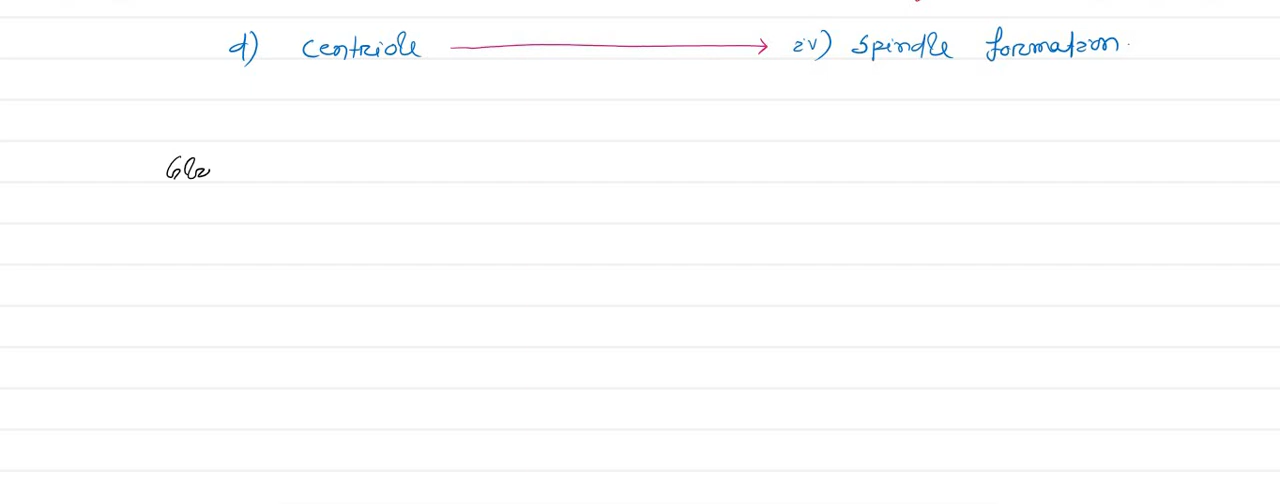 d) Centriole → iv) Spindle formation.